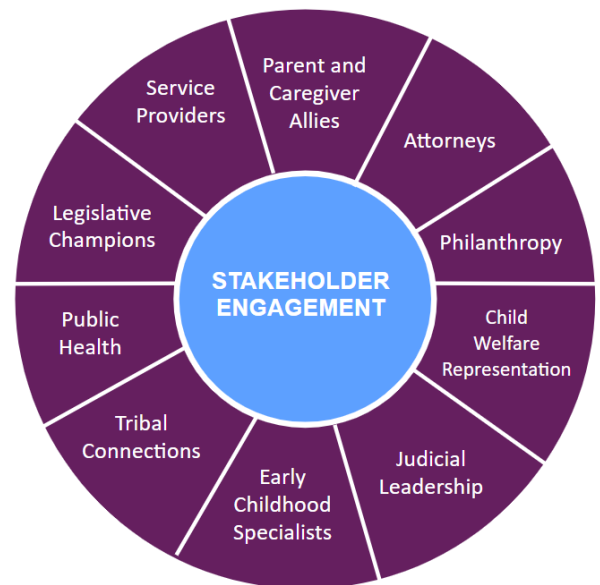 Parent and
Caregiver
Allies
Attorneys
Philanthropy
Child
Welfare
Representation
Judicial
Leadership
Early
Childhood
Specialists
Tribal
Connections
Public
Health
Legislative
Champions
Service
Providers
STAKEHOLDER
ENGAGEMENT